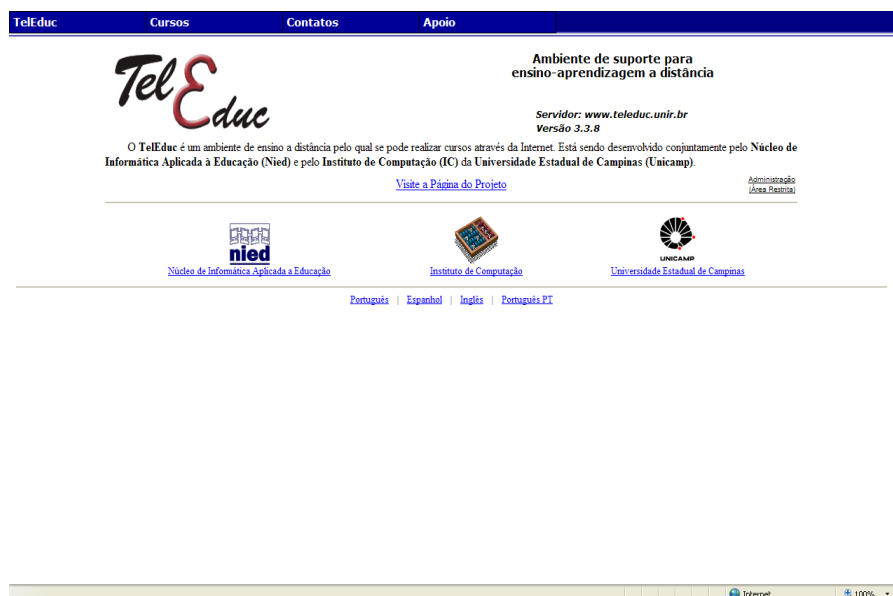 TelEduc Cursos Contatos Apoio
Tel
Educ
Ambiente de suporte para
ensino-aprendizagem a distância
Servidor: www.teleduc.unir.br
Versão 3.3.8
O TelEduc é um ambiente de ensino a distância pelo qual se pode realizar cursos através da Internet. Está sendo desenvolvido conjuntamente pelo Núcleo de
Informática Aplicada à Educação (Nied) e pelo Instituto de Computação (IC) da Universidade Estadual de Campinas (Unicamp).
Visite a Página do Projeto
Administração
(Área Restrita)
nied
UNICAMP
Núcleo de Informática Aplicada a Educação
Instituto de Computação
Universidade Estadual de Campinas
Português | Espanhol | Inglês | Português PT
Internet 100%